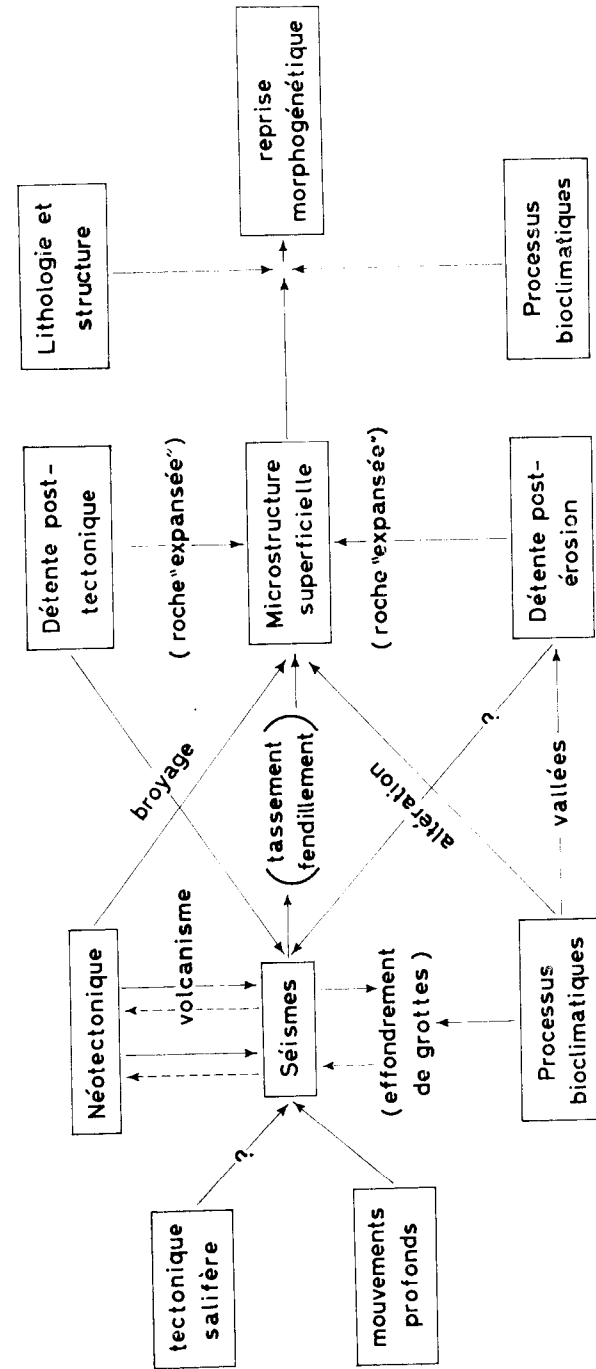 tectonique
salifère
mouvements
profonds
?
Néotectonique
volcanisme
Séismes
(effondrement
de grottes)
Processus
bioclimatiques
broyage
(tassement
fendillement)
altération
?
vallées
Détente post-
tectonique
(roche "expansée")
Microstructure
superficielle
(roche "expansée")
Détente post-
érosion
Lithologie et
structure
Processus
bioclimatiques
reprise
morphogénétique